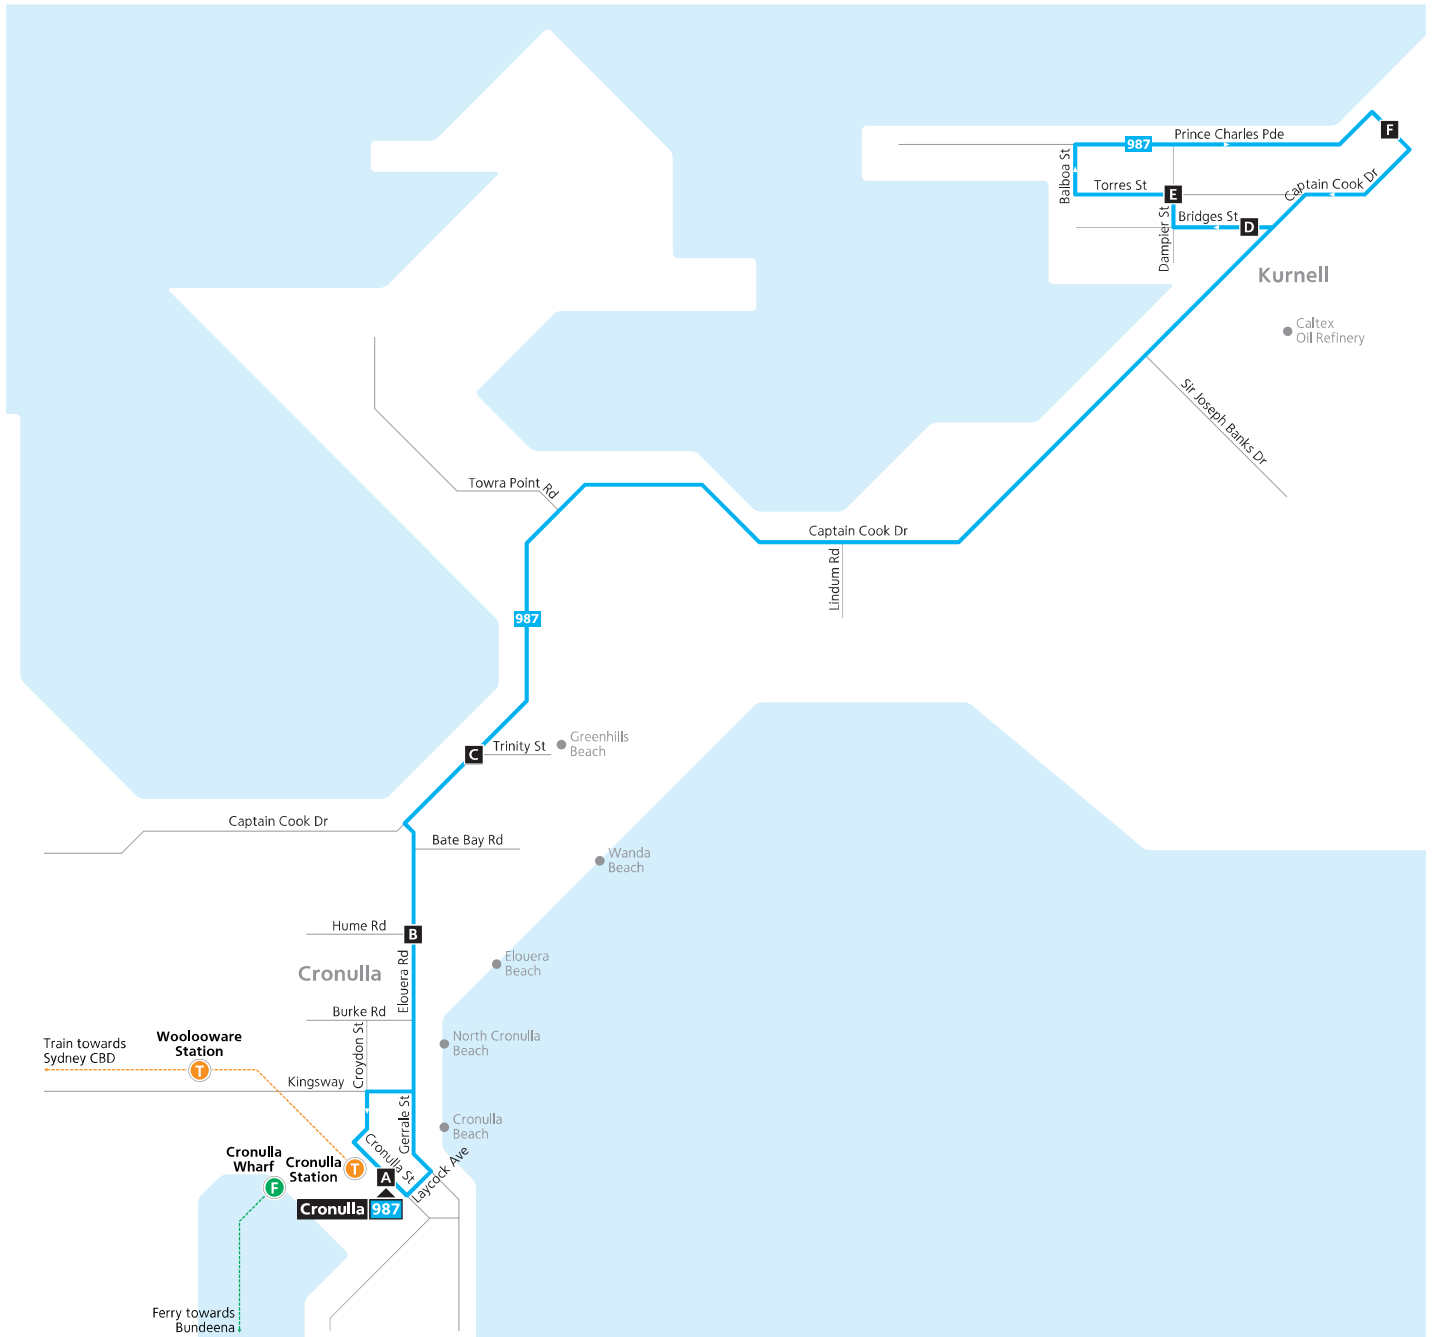 Prince Charles Pde
F
987
Balboa St
Torres St
E
Captain Cook Dr
Bridges St
D
Dampier St
Kurnell
Caltex
Oil Refinery
Sir Joseph Banks Dr
Towra Point Rd
Captain Cook Dr
Lindum Rd
987
Greenhills
Beach
C
Trinity St
Captain Cook Dr
Bate Bay Rd
Wanda
Beach
Hume Rd
B
Elouera Rd
Elouera
Beach
Cronulla
Burke Rd
Croydon St
North Cronulla
Beach
Woolooware
Station
T
Train towards
Sydney CBD
Kingsway
Gerrale St
Cronulla
Beach
Cronulla St
Laycock Ave
Cronulla
Wharf
F
Cronulla
Station
T
A
Cronulla 987
Ferry towards
Bundeena